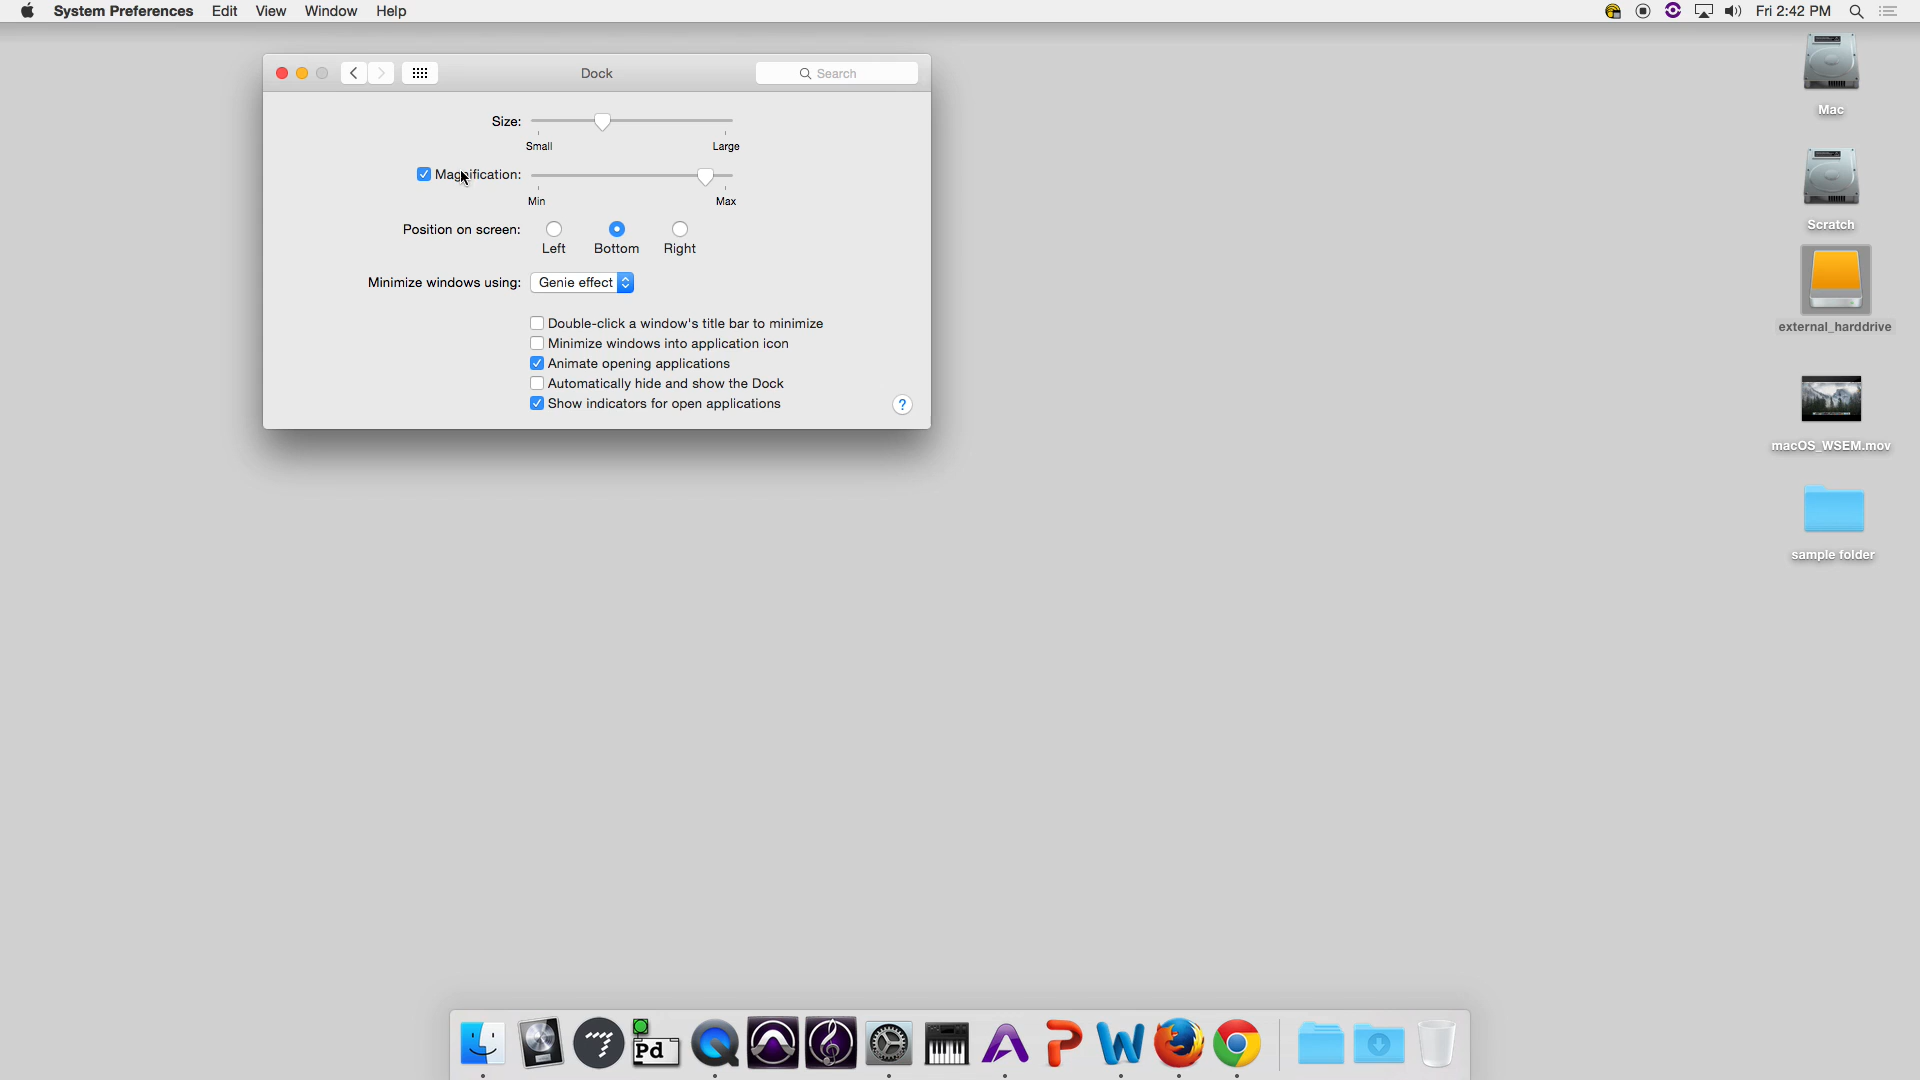 System Preferences Edit View Window Help Fri 2:42 PM
Dock Search
Size:
Small Large
Magnification:
Min Max
Position on screen:
Left Bottom Right
Minimize windows using: Genie effect
Double-click a window's title bar to minimize
Minimize windows into application icon
Animate opening applications
Automatically hide and show the Dock
Show indicators for open applications
?
Mac
Scratch
external_harddrive
macOS_WSEM.mov
sample folder
Pd